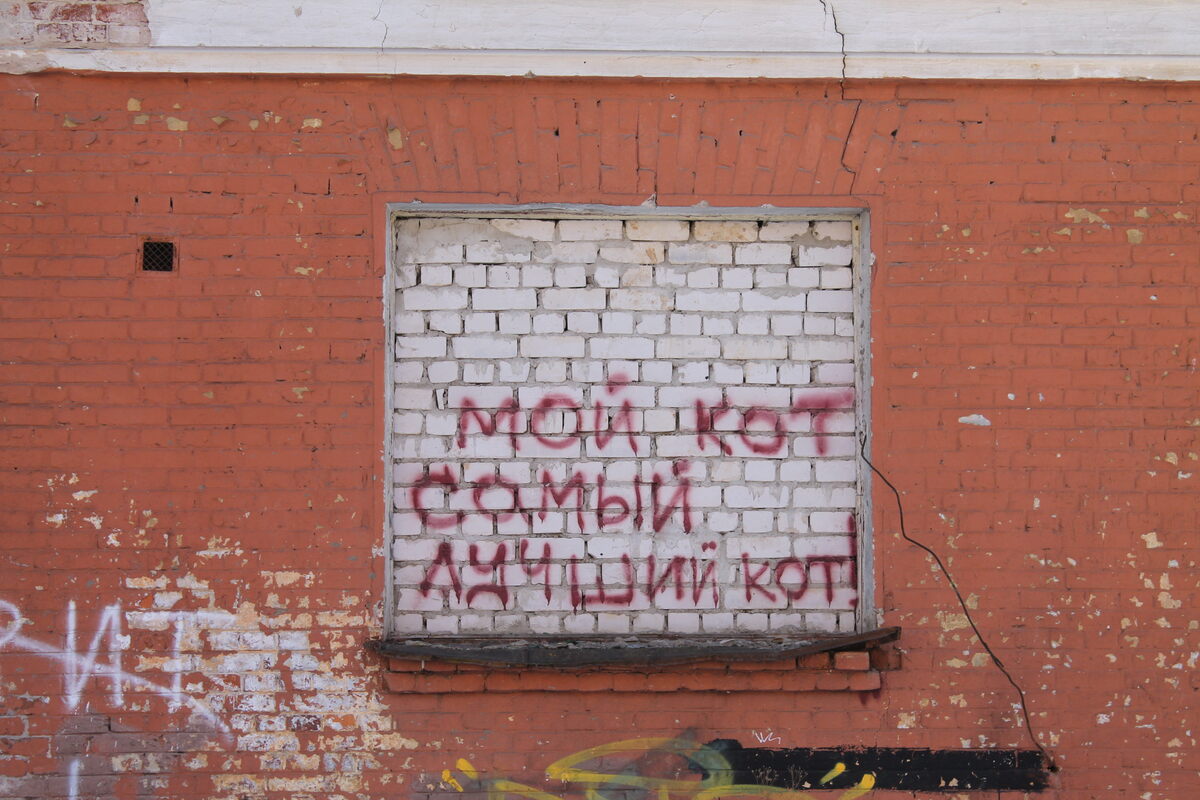 мой кот
самый
лучший кот!